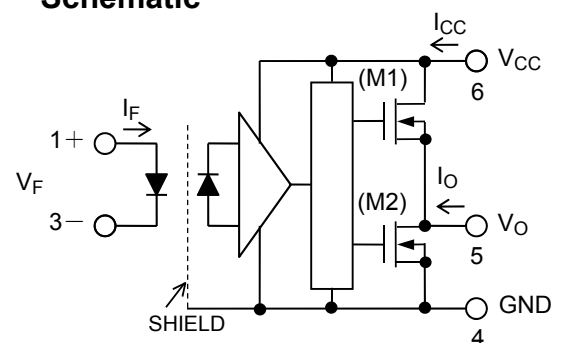 Schematic
ICC
VCC
6
(M1)
IF
1+
VF
3−
IO
(M2)
VO
5
SHIELD
GND
4